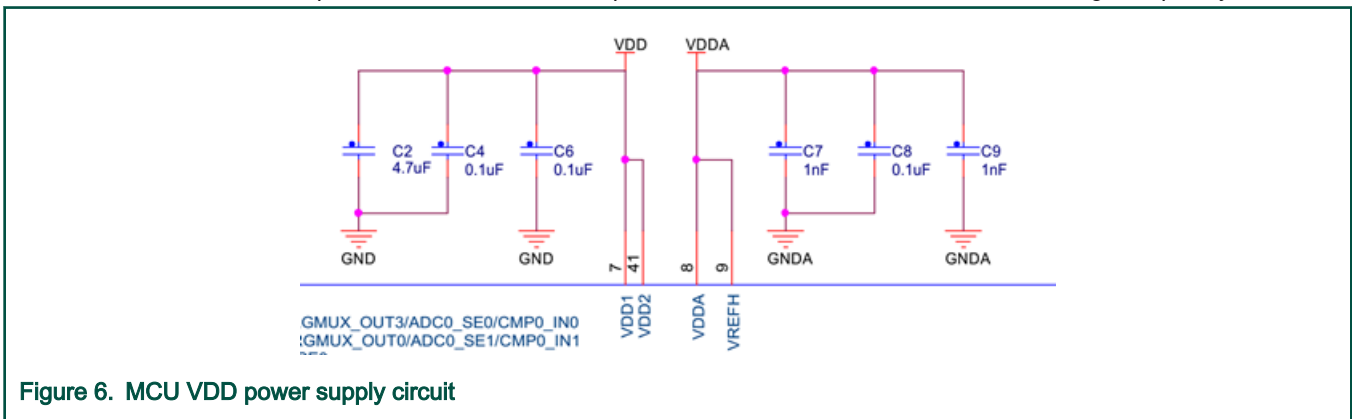 VDD VDDA
C2
4.7uF
C4
0.1uF
C6
0.1uF
C7
1nF
C8
0.1uF
C9
1nF
GND
GND
GNDA
GNDA
7
41
8
9
VDD1
VDD2
VDDA
VREFH
GMUX_OUT3/ADC0_SE0/CMP0_IN0
GMUX_OUT0/ADC0_SE1/CMP0_IN1
Figure 6. MCU VDD power supply circuit